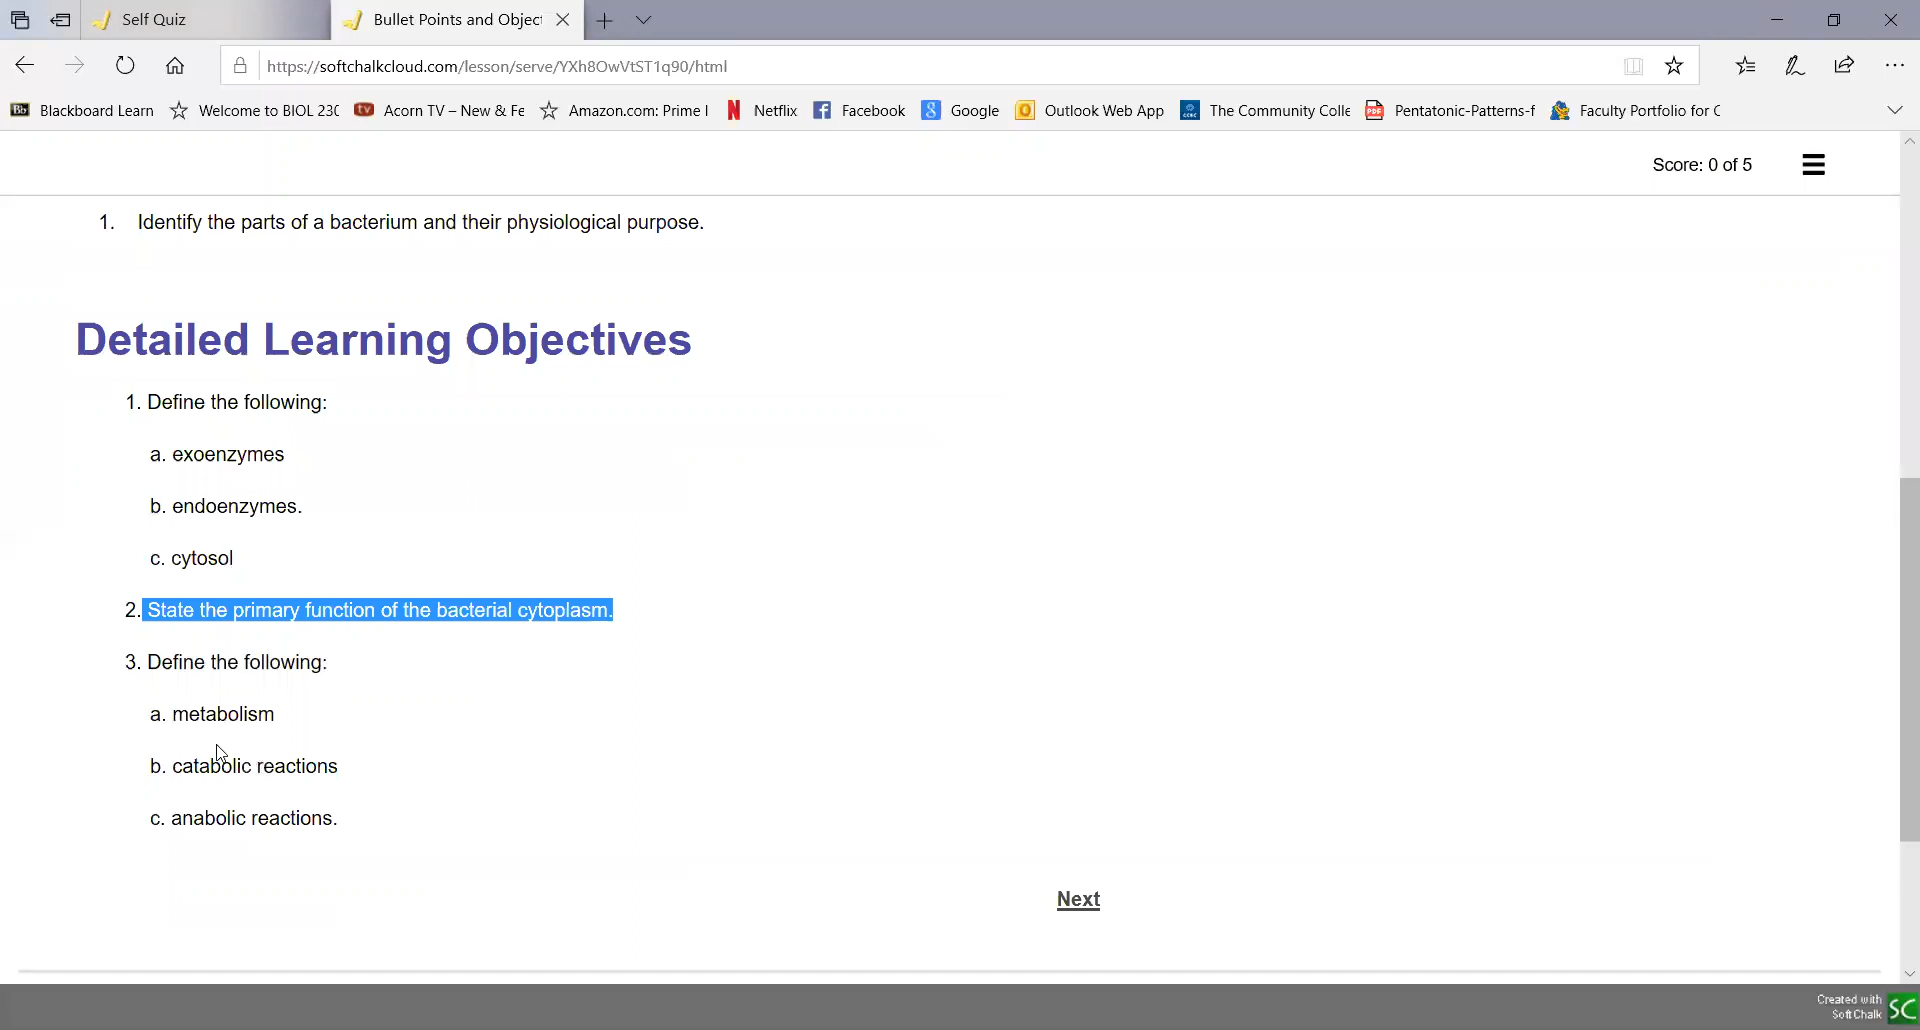 Self Quiz
Bullet Points and Object
https://softchalkcloud.com/lesson/serve/YXh8OwVtST1q90/html
Bb Blackboard Learn
Welcome to BIOL 230
tv Acorn TV – New & Fe
Amazon.com: Prime I
Netflix
Facebook
Google
Outlook Web App
The Community Colle
Pentatonic-Patterns-f
Faculty Portfolio for C
Score: 0 of 5
1. Identify the parts of a bacterium and their physiological purpose.
Detailed Learning Objectives
1. Define the following:
a. exoenzymes
b. endoenzymes.
c. cytosol
2. State the primary function of the bacterial cytoplasm.
3. Define the following:
a. metabolism
b. catabolic reactions
c. anabolic reactions.
Next
Created with
SoftChalk
SC